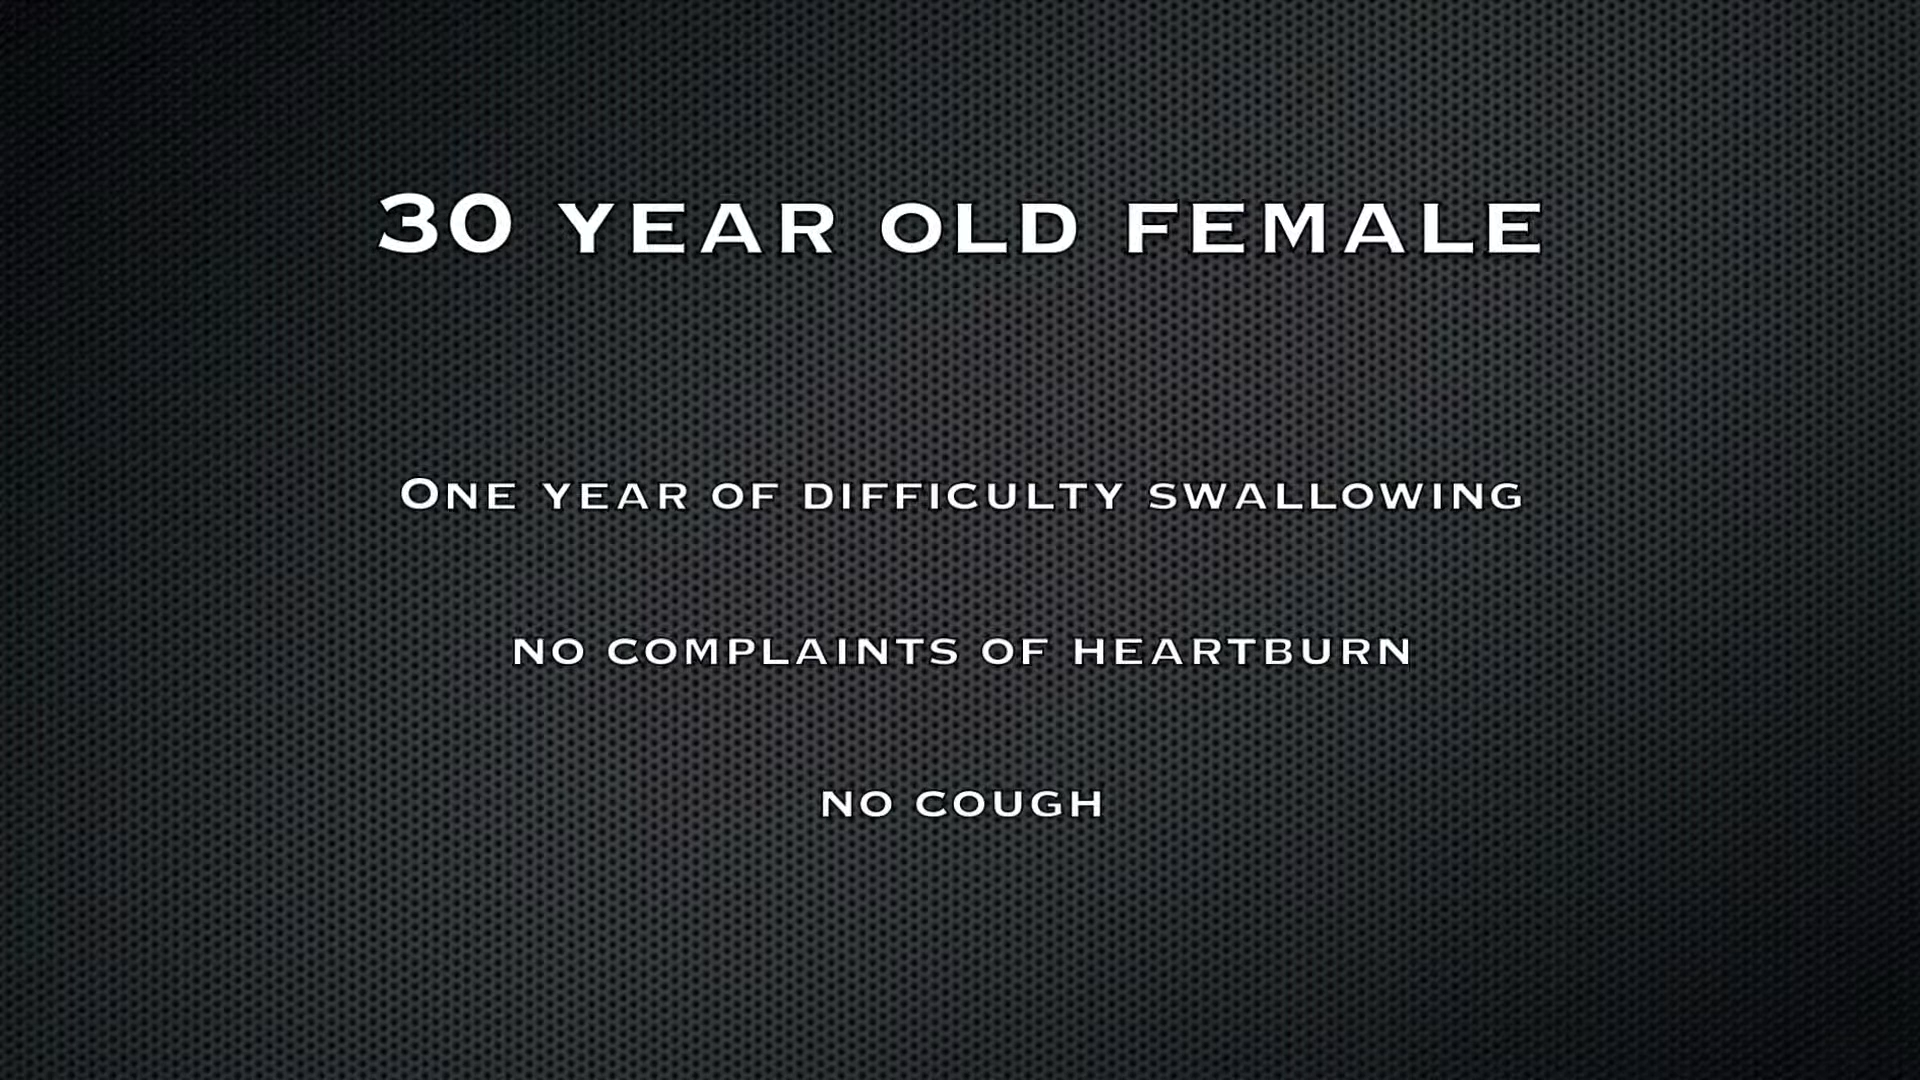 30 YEAR OLD FEMALE
ONE YEAR OF DIFFICULTY SWALLOWING
NO COMPLAINTS OF HEARTBURN
NO COUGH